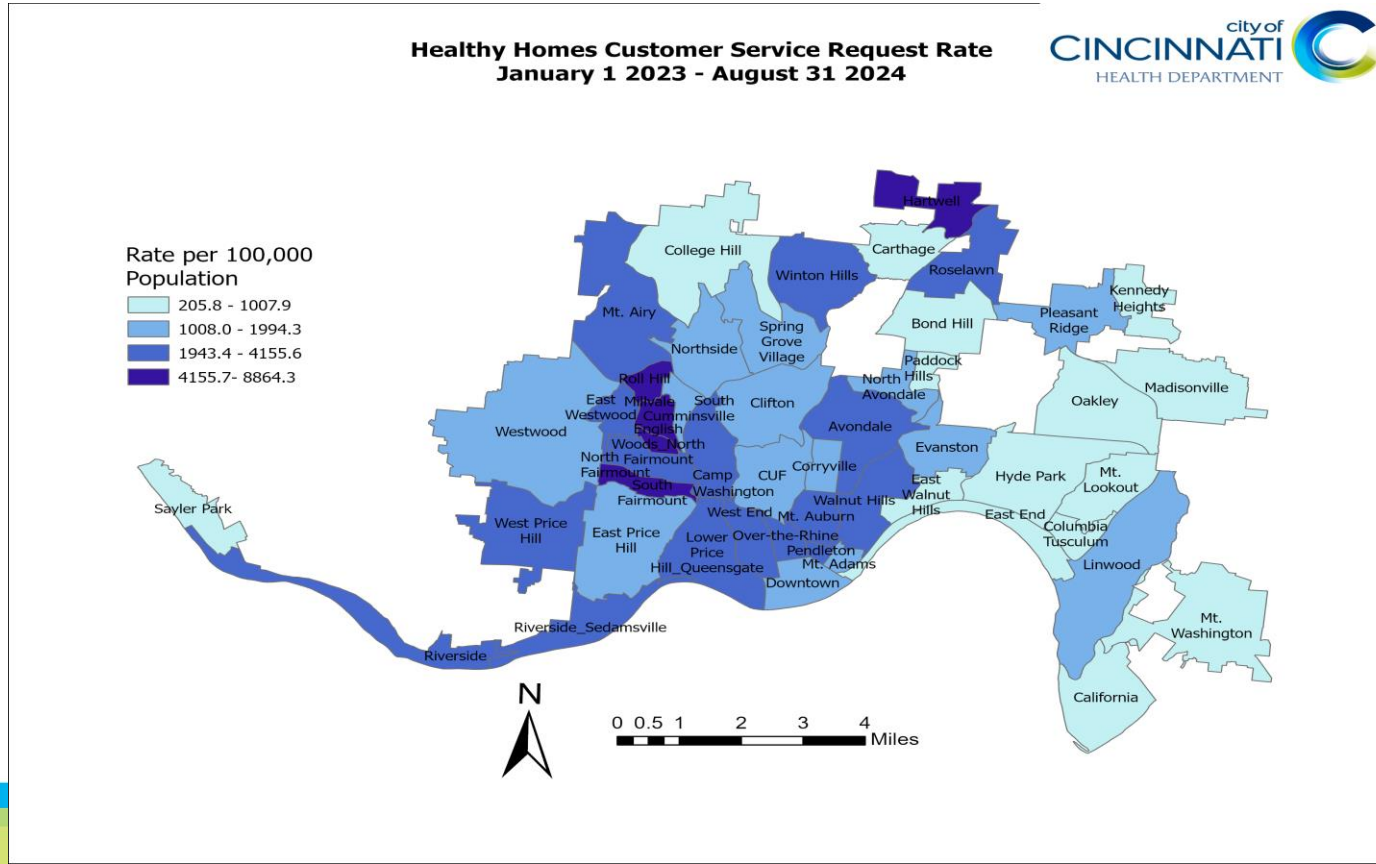 Healthy Homes Customer Service Request Rate
January 1 2023 - August 31 2024
city of
CINCINNATI
HEALTH DEPARTMENT
Rate per 100,000
Population
205.8 - 1007.9
1008.0 - 1994.3
1943.4 - 4155.6
4155.7- 8864.3
Hartwell
College Hill
Carthage
Winton Hills
Roselawn
Kennedy
Heights
Mt. Airy
Bond Hill
Pleasant
Ridge
Spring
Grove
Village
Northside
Paddock
Hills
North
Avondale
Roll Hill
Madisonville
East
Westwood
Millvale
South
Cumminsville
Clifton
Oakley
English
Woods_North
Fairmount
Westwood
Avondale
Evanston
North
Fairmount
South
Fairmount
Camp
Washington
CUF
Corryville
Hyde Park
Mt.
Lookout
East
Walnut
Hills
Walnut Hills
Sayler Park
West End
Mt. Auburn
East End
Columbia
Tusculum
West Price
Hill
East Price
Hill
Lower
Price
Hill_Queensgate
Over-the-Rhine
Pendleton
Mt. Adams
Linwood
Downtown
Mt.
Washington
Riverside_Sedamsville
Riverside
California
N
0 0.5 1 2 3 4
Miles